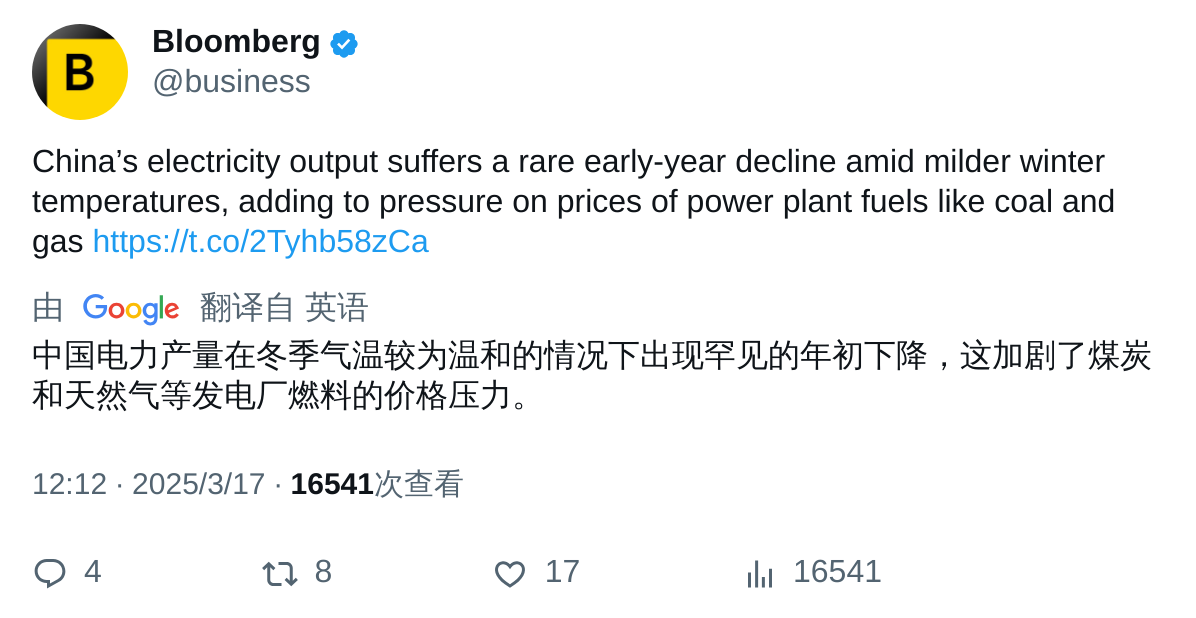 B
Bloomberg
@business
China’s electricity output suffers a rare early-year decline amid milder winter
temperatures, adding to pressure on prices of power plant fuels like coal and
gas https://t.co/2Tyhb58zCa
由 Google 翻译自 英语
中国电力产量在冬季气温较为温和的情况下出现罕见的年初下降，这加剧了煤炭
和天然气等发电厂燃料的价格压力。
12:12 · 2025/3/17 · 16541次查看
4 8 17 16541